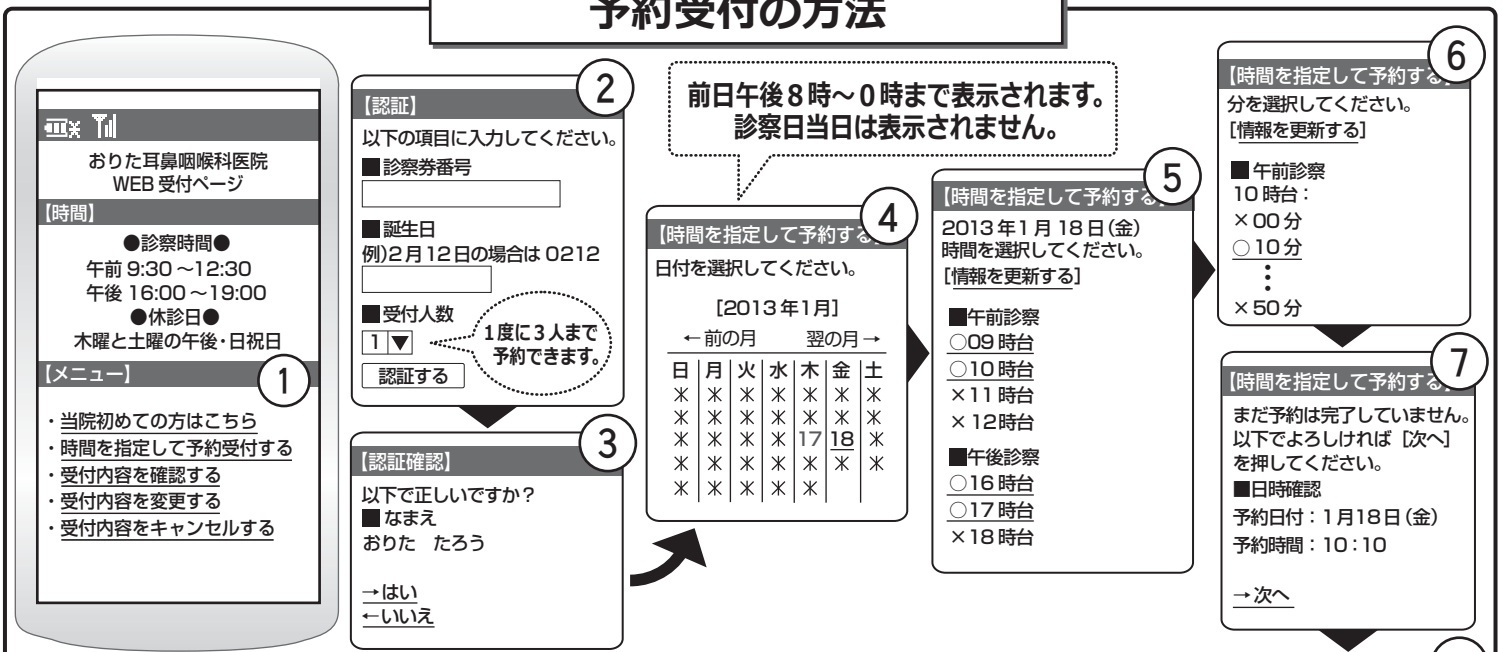 予約受付の方法
おりた耳鼻咽喉科医院
WEB 受付ページ
【時間】
●診察時間●
午前 9:30～12:30
午後 16:00～19:00
●休診日●
木曜と土曜の午後・日祝日
【メニュー】
1
・当院初めての方はこちら
・時間を指定して予約受付する
・受付内容を確認する
・受付内容を変更する
・受付内容をキャンセルする
2
【認証】
以下の項目に入力してください。
■診察券番号
■誕生日
例)2月12日の場合は 0212
■受付人数
1 ▼
1度に3人まで
予約できます。
認証する
3
【認証確認】
以下で正しいですか？
■ なまえ
おりた たろう
→はい
←いいえ
前日午後8時～0時まで表示されます。
診察日当日は表示されません。
4
【時間を指定して予約する】
日付を選択してください。
[2013年1月]
←前の月 翌の月→
日 月 火 水 木 金 土
＊ ＊ ＊ ＊ ＊ ＊ ＊
＊ ＊ ＊ ＊ ＊ ＊ ＊
＊ ＊ ＊ ＊ 17 18 ＊
＊ ＊ ＊ ＊ ＊ ＊ ＊
＊ ＊ ＊ ＊ ＊
5
【時間を指定して予約する】
2013年1月18日(金)
時間を選択してください。
[情報を更新する]
■午前診察
○09時台
○10時台
×11時台
×12時台
■午後診察
○16時台
○17時台
×18時台
6
【時間を指定して予約する】
分を選択してください。
[情報を更新する]
■午前診察
10時台：
×00分
○10分
⋮
×50分
7
【時間を指定して予約する】
まだ予約は完了していません。
以下でよろしければ［次へ］
を押してください。
■日時確認
予約日付：1月18日(金)
予約時間：10：10
→次へ